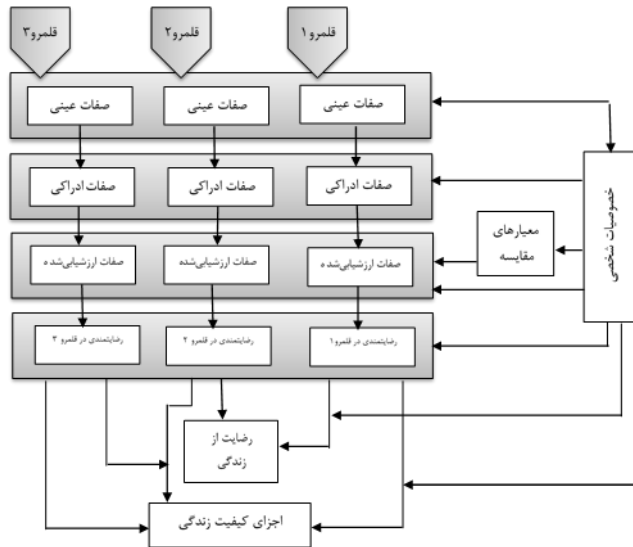 قلمرو۱
قلمرو۲
قلمرو۳
صفات عینی
صفات عینی
صفات عینی
صفات ادراکی
صفات ادراکی
صفات ادراکی
خصوصیات شخصی
معیارهای
مقایسه
صفات ارزشیابی‌شده
صفات ارزشیابی‌شده
صفات ارزشیابی‌شده
رضایتمندی در قلمرو۱
رضایتمندی در قلمرو ۲
رضایتمندی در قلمرو ۳
رضایت از
زندگی
اجزای کیفیت زندگی